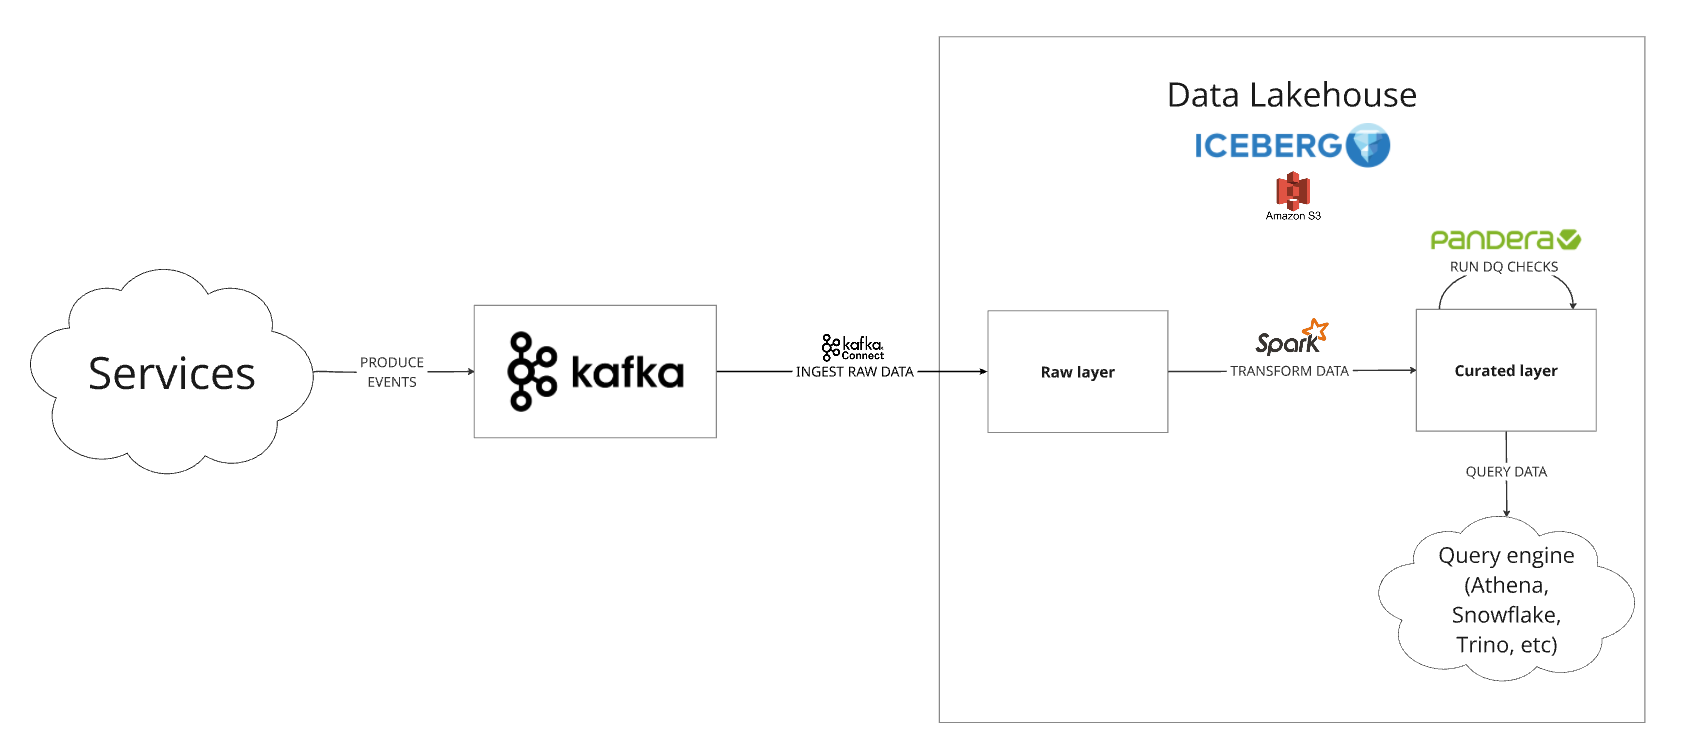 Data Lakehouse
ICEBERG
Amazon S3
PANDERA
RUN DQ CHECKS
Services
PRODUCE
EVENTS
kafka
kafka
Connect
INGEST RAW DATA
Raw layer
Spark
TRANSFORM DATA
Curated layer
QUERY DATA
Query engine
(Athena,
Snowflake,
Trino, etc)